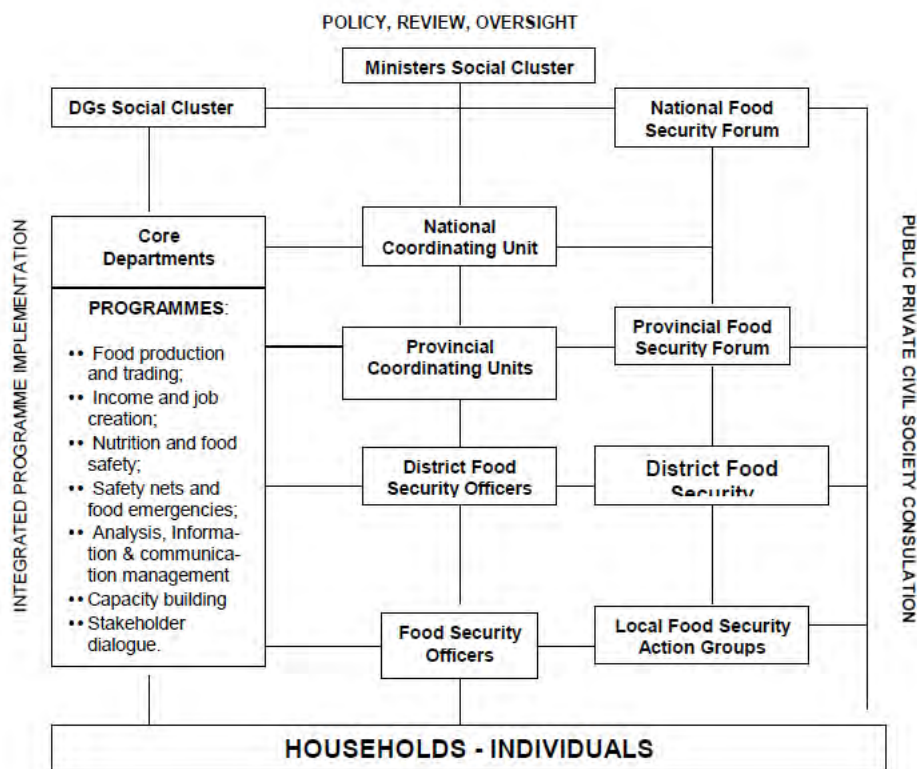 POLICY, REVIEW, OVERSIGHT
Ministers Social Cluster
DGs Social Cluster
National Food
Security Forum
INTEGRATED PROGRAMME IMPLEMENTATION
PUBLIC PRIVATE CIVIL SOCIETY CONSULATION
Core
Departments
National
Coordinating Unit
PROGRAMMES:
•• Food production
and trading;
•• Income and job
creation;
•• Nutrition and food
safety;
•• Safety nets and
food emergencies;
•• Analysis, Informa-
tion & communica-
tion management
•• Capacity building
•• Stakeholder
dialogue.
Provincial
Coordinating Units
Provincial Food
Security Forum
District Food
Security Officers
District Food
Security
Food Security
Officers
Local Food Security
Action Groups
HOUSEHOLDS - INDIVIDUALS